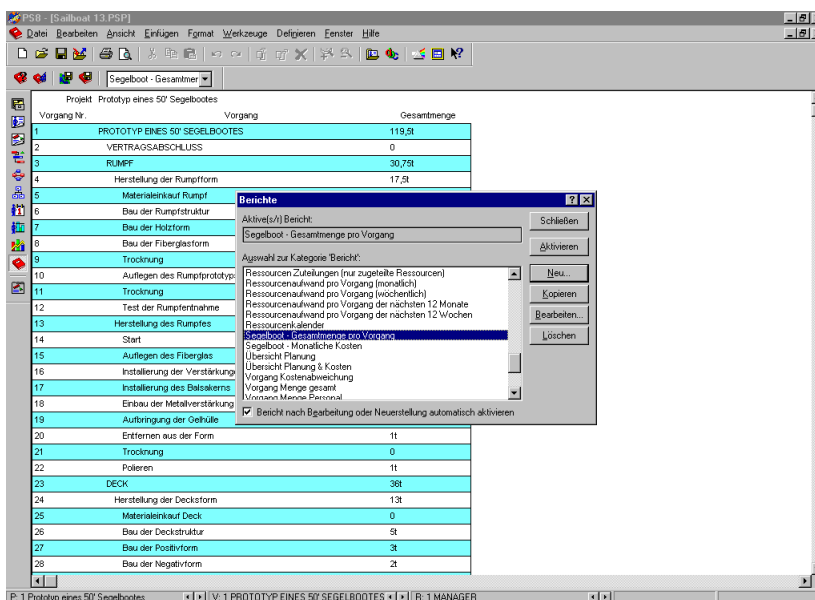 PS8 - [Sailboat 13.PSP]
Datei Bearbeiten Ansicht Einfügen Format Werkzeuge Definieren Fenster Hilfe
Segelboot - Gesamtmer
Projekt Prototyp eines 50' Segelbootes
Vorgang Nr. Vorgang Gesamtmenge
1 PROTOTYP EINES 50' SEGELBOOTES 119,5t
2 VERTRAGSABSCHLUSS 0
3 RUMPF 30,75t
4 Herstellung der Rumpfform 17,5t
5 Materialeinkauf Rumpf
6 Bau der Rumpfstruktur
7 Bau der Holzform
8 Bau der Fiberglasform
9 Trocknung
10 Auflegen des Rumpfprototyp
11 Trocknung
12 Test der Rumpfentnahme
13 Herstellung des Rumpfes
14 Start
15 Auflegen des Fiberglas
16 Installierung der Verstärkung
17 Installierung des Balsakerns
18 Einbau der Metallverstärkung
19 Aufbringung der Gelhülle
20 Entfernen aus der Form 1t
21 Trocknung 0
22 Polieren 1t
23 DECK 36t
24 Herstellung der Decksform 13t
25 Materialeinkauf Deck 0
26 Bau der Deckstruktur 5t
27 Bau der Positivform 3t
28 Bau der Negativform 2t
Berichte
Aktive(s/r) Bericht:
Segelboot - Gesamtmenge pro Vorgang
Auswahl zur Kategorie 'Bericht':
Ressourcen Zuteilungen (nur zugeteilte Ressourcen)
Ressourcenaufwand pro Vorgang (monatlich)
Ressourcenaufwand pro Vorgang (wöchentlich)
Ressourcenaufwand pro Vorgang der nächsten 12 Monate
Ressourcenaufwand pro Vorgang der nächsten 12 Wochen
Ressourcenkalender
Segelboot - Gesamtmenge pro Vorgang
Segelboot - Monatliche Kosten
Übersicht Planung
Übersicht Planung & Kosten
Vorgang Kostenabweichung
Vorgang Menge gesamt
Vorgang Menge Personal
Bericht nach Bearbeitung oder Neuerstellung automatisch aktivieren
Schließen
Aktivieren
Neu...
Kopieren
Bearbeiten...
Löschen
P: 1 Prototyp eines 50' Segelbootes V: 1 PROTOTYP EINES 50' SEGELBOOTES R: 1 MANAGER